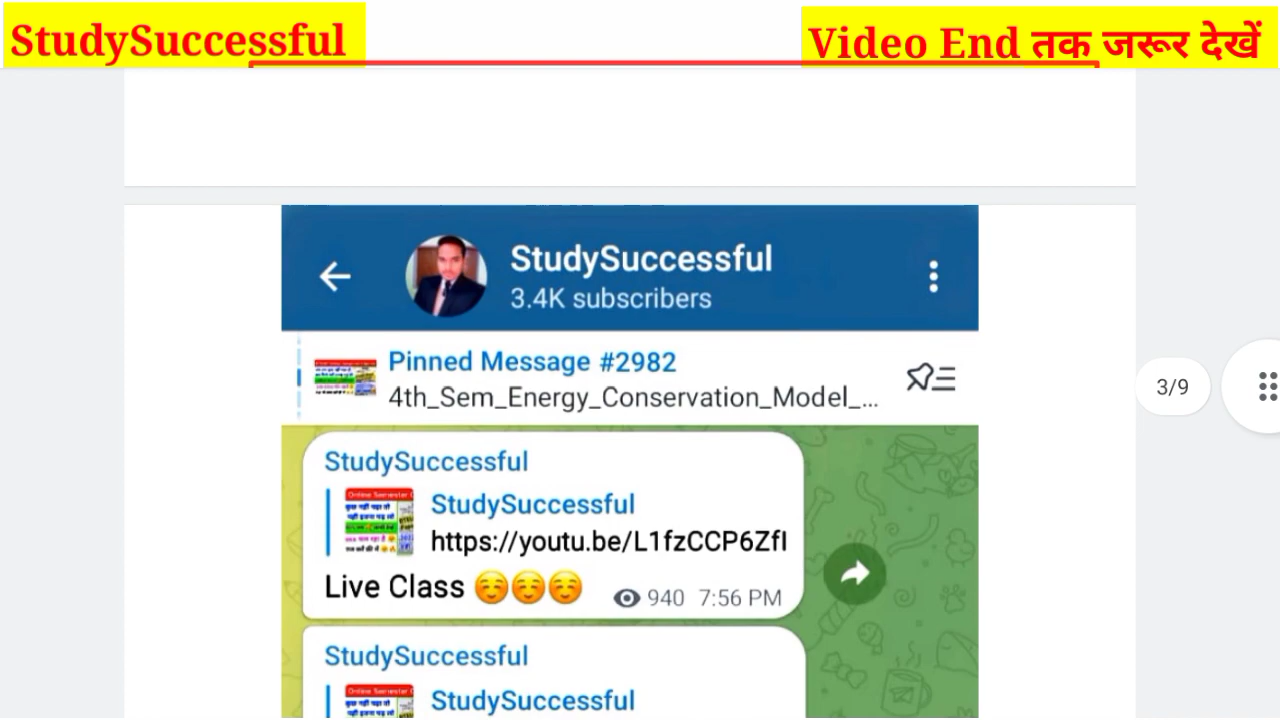 StudySuccessful
Video End तक जरूर देखें
StudySuccessful
3.4K subscribers
Pinned Message #2982
4th_Sem_Energy_Conservation_Model_...
3/9
StudySuccessful
StudySuccessful
https://youtu.be/L1fzCCP6ZfI
Live Class ☺️☺️☺️ 940 7:56 PM
StudySuccessful
StudySuccessful